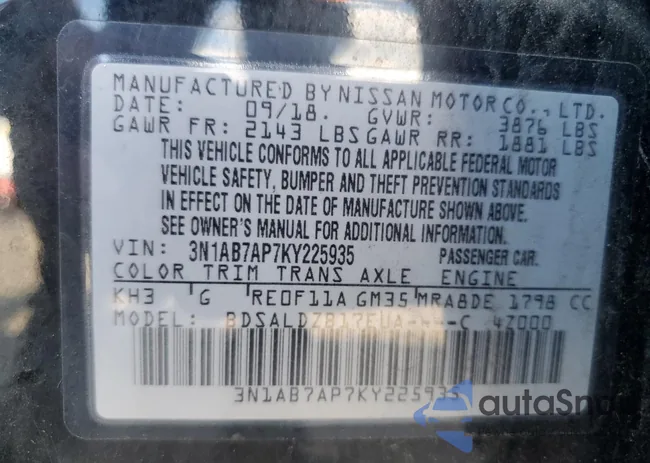 MANUFACTURED BY NISSAN MOTOR CO., LTD.
DATE: 09/18. GVWR: 3876 LBS
GAWR FR: 2143 LBS GAWR RR: 1881 LBS
THIS VEHICLE CONFORMS TO ALL APPLICABLE FEDERAL MOTOR
VEHICLE SAFETY, BUMPER AND THEFT PREVENTION STANDARDS
IN EFFECT ON THE DATE OF MANUFACTURE SHOWN ABOVE.
SEE OWNER'S MANUAL FOR ADDITIONAL INFORMATION.
VIN: 3N1AB7AP7KY225935 PASSENGER CAR.
COLOR TRIM TRANS AXLE ENGINE
KH3 G RE0F11A GM35 MRA8DE 1798 CC
MODEL: BDSALDZB17EUA----C 4Z000
3N1AB7AP7KY225935